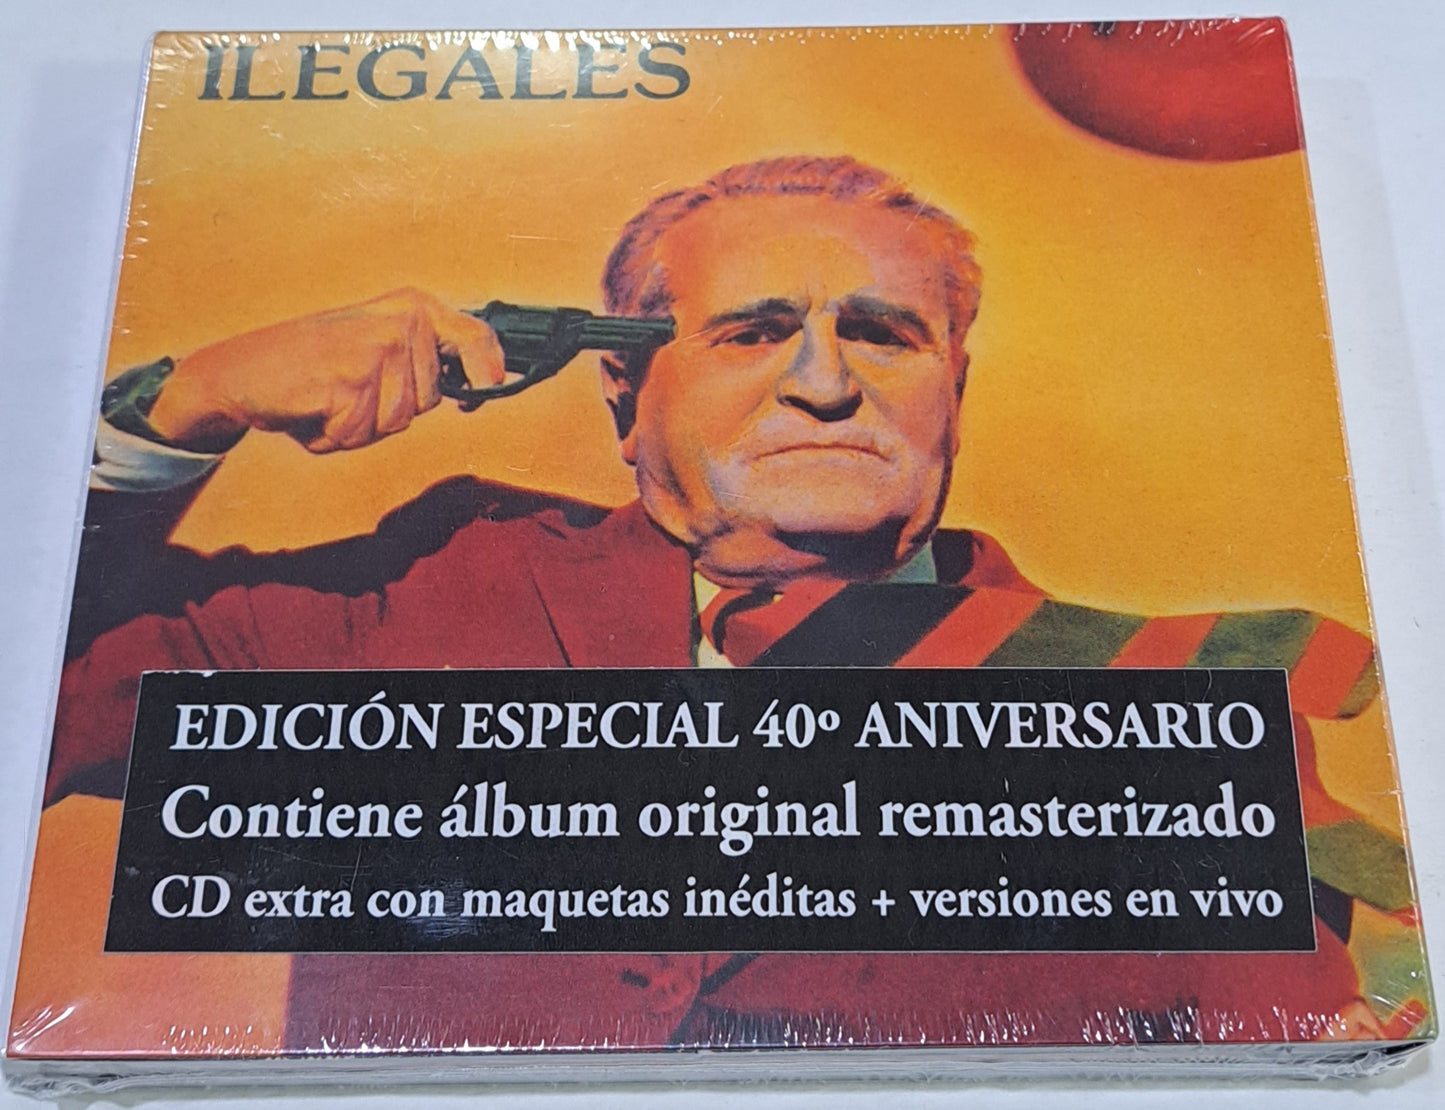 ILEGALES
EDICIÓN ESPECIAL 40º ANIVERSARIO
Contiene álbum original remasterizado
CD extra con maquetas inéditas + versiones en vivo